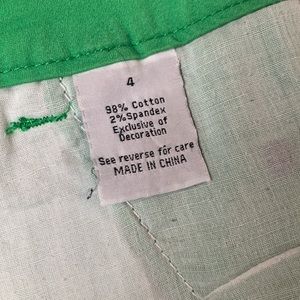 4
98% Cotton
2%Spandex
Exclusive of
Decoration
See reverse for care
MADE IN CHINA